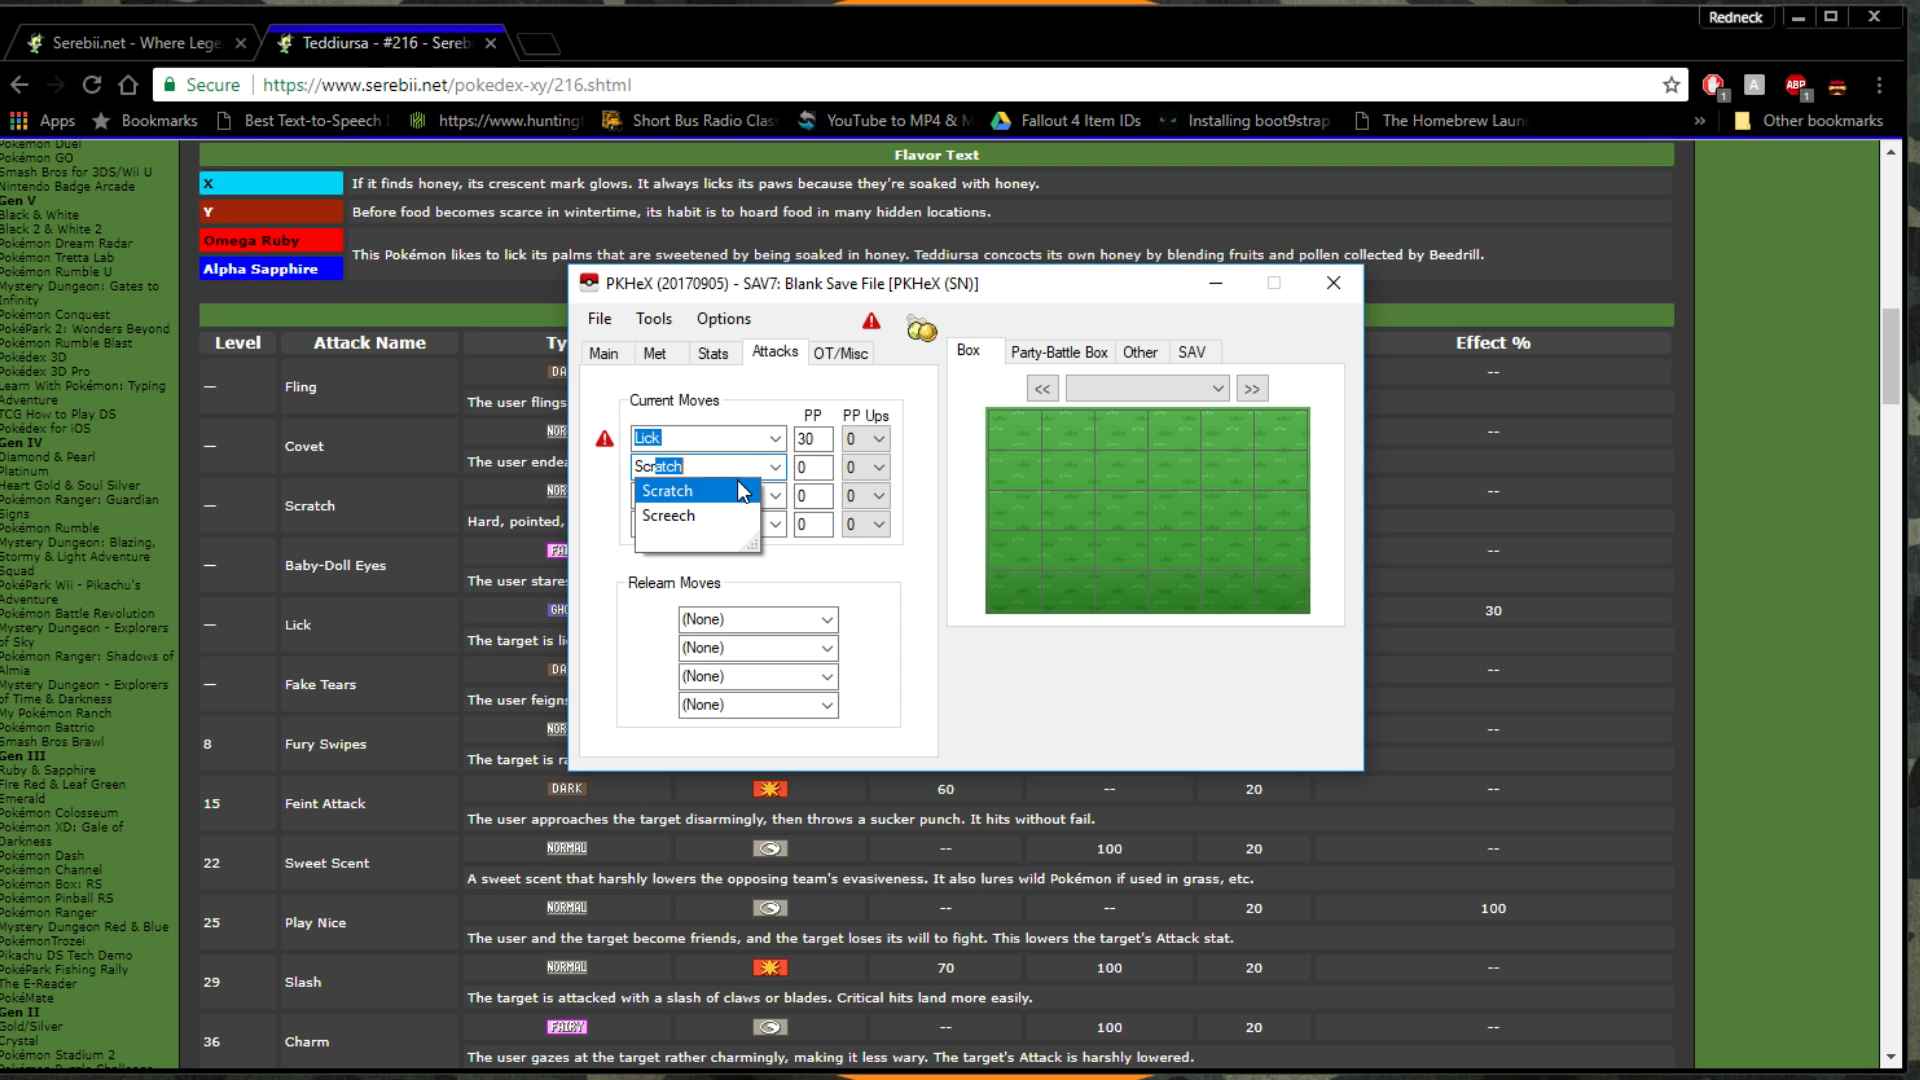 Redneck
Serebii.net - Where Lege
Teddiursa - #216 - Sereb
Secure
https://www.serebii.net/pokedex-xy/216.shtml
Apps
Bookmarks
Best Text-to-Speech
https://www.hunting
Short Bus Radio Clas
YouTube to MP4 & M
Fallout 4 Item IDs
Installing boot9strap
The Homebrew Laun
Other bookmarks
Pokémon Duel
Pokémon GO
Smash Bros for 3DS/Wii U
Nintendo Badge Arcade
Gen V
Black & White
Black 2 & White 2
Pokémon Dream Radar
Pokémon Tretta Lab
Pokémon Rumble U
Mystery Dungeon: Gates to
Infinity
Pokémon Conquest
PokéPark 2: Wonders Beyond
Pokémon Rumble Blast
Pokédex 3D
Pokédex 3D Pro
Learn With Pokémon: Typing
Adventure
TCG How to Play DS
Pokédex for iOS
Gen IV
Diamond & Pearl
Platinum
Heart Gold & Soul Silver
Pokémon Ranger: Guardian
Signs
Pokémon Rumble
Mystery Dungeon: Blazing,
Stormy & Light Adventure
Squad
PokéPark Wii - Pikachu's
Adventure
Pokémon Battle Revolution
Mystery Dungeon - Explorers
of Sky
Pokémon Ranger: Shadows of
Almia
Mystery Dungeon - Explorers
of Time & Darkness
My Pokémon Ranch
Pokémon Battrio
Smash Bros Brawl
Gen III
Ruby & Sapphire
Fire Red & Leaf Green
Emerald
Pokémon Colosseum
Pokémon XD: Gale of
Darkness
Pokémon Dash
Pokémon Channel
Pokémon Box: RS
Pokémon Pinball RS
Pokémon Ranger
Mystery Dungeon Red & Blue
PokémonTrozei
Pikachu DS Tech Demo
PokéPark Fishing Rally
The E-Reader
PokéMate
Gen II
Gold/Silver
Crystal
Pokémon Stadium 2
Pokémon Puzzle Challenge
Flavor Text
X
If it finds honey, its crescent mark glows. It always licks its paws because they're soaked with honey.
Y
Before food becomes scarce in wintertime, its habit is to hoard food in many hidden locations.
Omega Ruby
Alpha Sapphire
This Pokémon likes to lick its palms that are sweetened by being soaked in honey. Teddiursa concocts its own honey by blending fruits and pollen collected by Beedrill.
Level Attack Name Ty Effect %
— Fling DA --
The user flings
— Covet NOR --
The user endea
— Scratch NOR --
Hard, pointed,
— Baby-Doll Eyes FAI --
The user stares
— Lick GHO 30
The target is li
— Fake Tears DA --
The user feigns
8 Fury Swipes NOR --
The target is ra
15 Feint Attack DARK 60 -- 20 --
The user approaches the target disarmingly, then throws a sucker punch. It hits without fail.
22 Sweet Scent NORMAL -- 100 20 --
A sweet scent that harshly lowers the opposing team's evasiveness. It also lures wild Pokémon if used in grass, etc.
25 Play Nice NORMAL -- -- 20 100
The user and the target become friends, and the target loses its will to fight. This lowers the target's Attack stat.
29 Slash NORMAL 70 100 20 --
The target is attacked with a slash of claws or blades. Critical hits land more easily.
36 Charm FAIRY -- 100 20 --
The user gazes at the target rather charmingly, making it less wary. The target's Attack is harshly lowered.
PKHeX (20170905) - SAV7: Blank Save File [PKHeX (SN)]
File Tools Options
Main Met Stats Attacks OT/Misc
Current Moves
PP PP Ups
Lick 30 0
Scratch 0 0
Scratch
Screech
0 0
0 0
Relearn Moves
(None)
(None)
(None)
(None)
Box Party-Battle Box Other SAV
<< >>